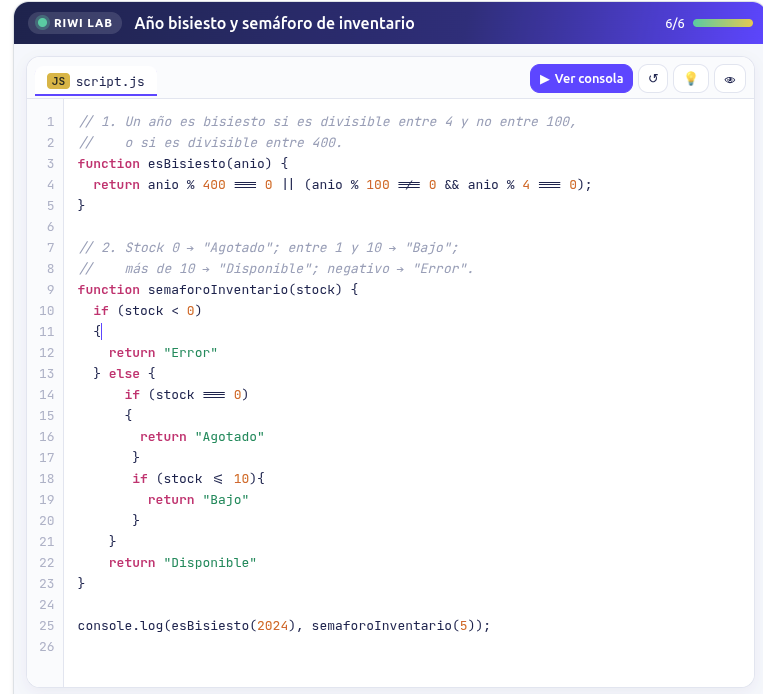 RIWI LAB Año bisiesto y semáforo de inventario 6/6
JS script.js ▶ Ver consola
1 // 1. Un año es bisiesto si es divisible entre 4 y no entre 100,
2 //    o si es divisible entre 400.
3 function esBisiesto(anio) {
4   return anio % 400 === 0 || (anio % 100 !== 0 && anio % 4 === 0);
5 }
6
7 // 2. Stock 0 → "Agotado"; entre 1 y 10 → "Bajo";
8 //    más de 10 → "Disponible"; negativo → "Error".
9 function semaforoInventario(stock) {
10   if (stock < 0)
11   {
12     return "Error"
13   } else {
14       if (stock === 0)
15       {
16         return "Agotado"
17        }
18        if (stock <= 10){
19          return "Bajo"
20        }
21     }
22     return "Disponible"
23 }
24
25 console.log(esBisiesto(2024), semaforoInventario(5));
26